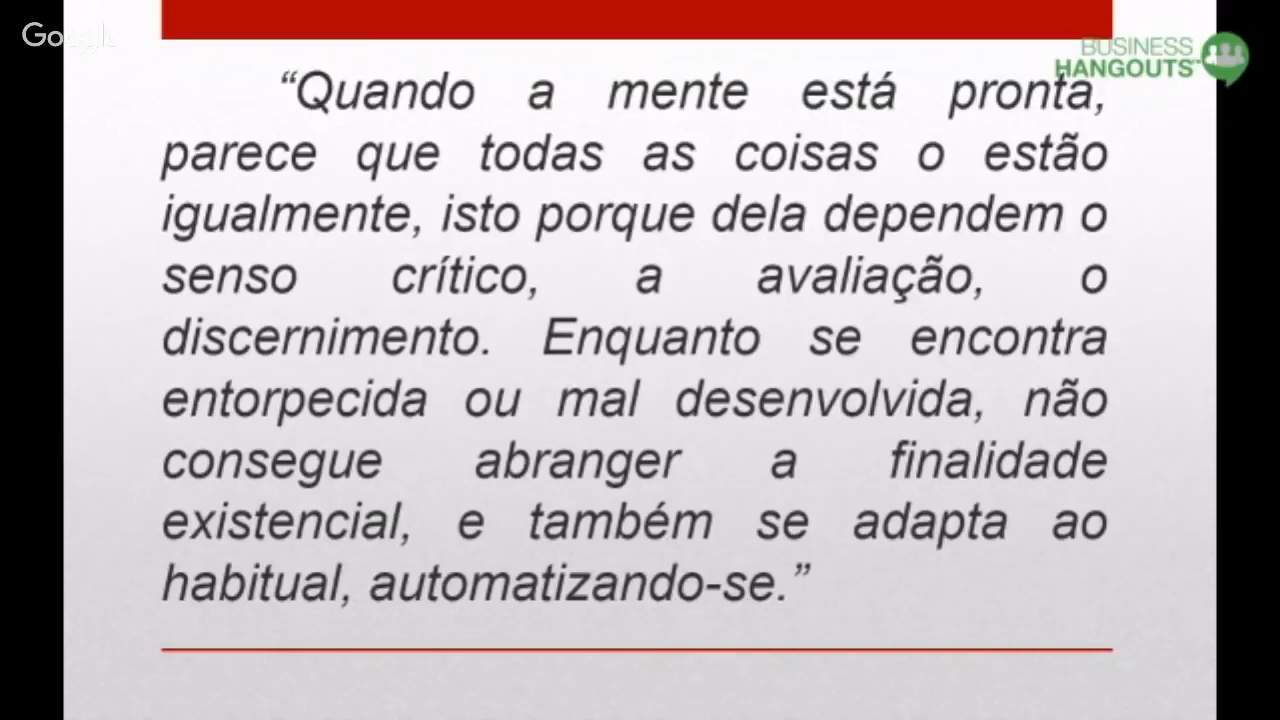 Google
BUSINESS
HANGOUTS
“Quando a mente está pronta,
parece que todas as coisas o estão
igualmente, isto porque dela dependem o
senso crítico, a avaliação, o
discernimento. Enquanto se encontra
entorpecida ou mal desenvolvida, não
consegue abranger a finalidade
existencial, e também se adapta ao
habitual, automatizando-se.”